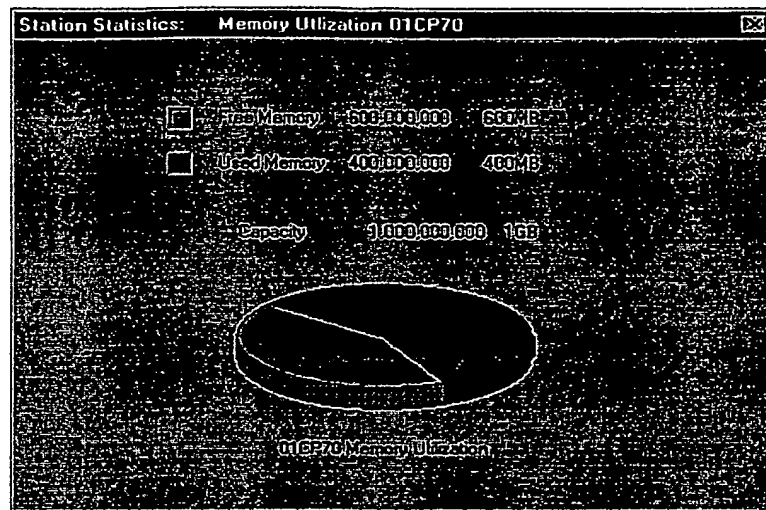 Station Statistics: Memory Utilization 01CP70
Free Memory 600,000,000 600MB
Used Memory 400,000,000 400MB
Capacity 1,000,000,000 1GB
01CP70 Memory Utilization